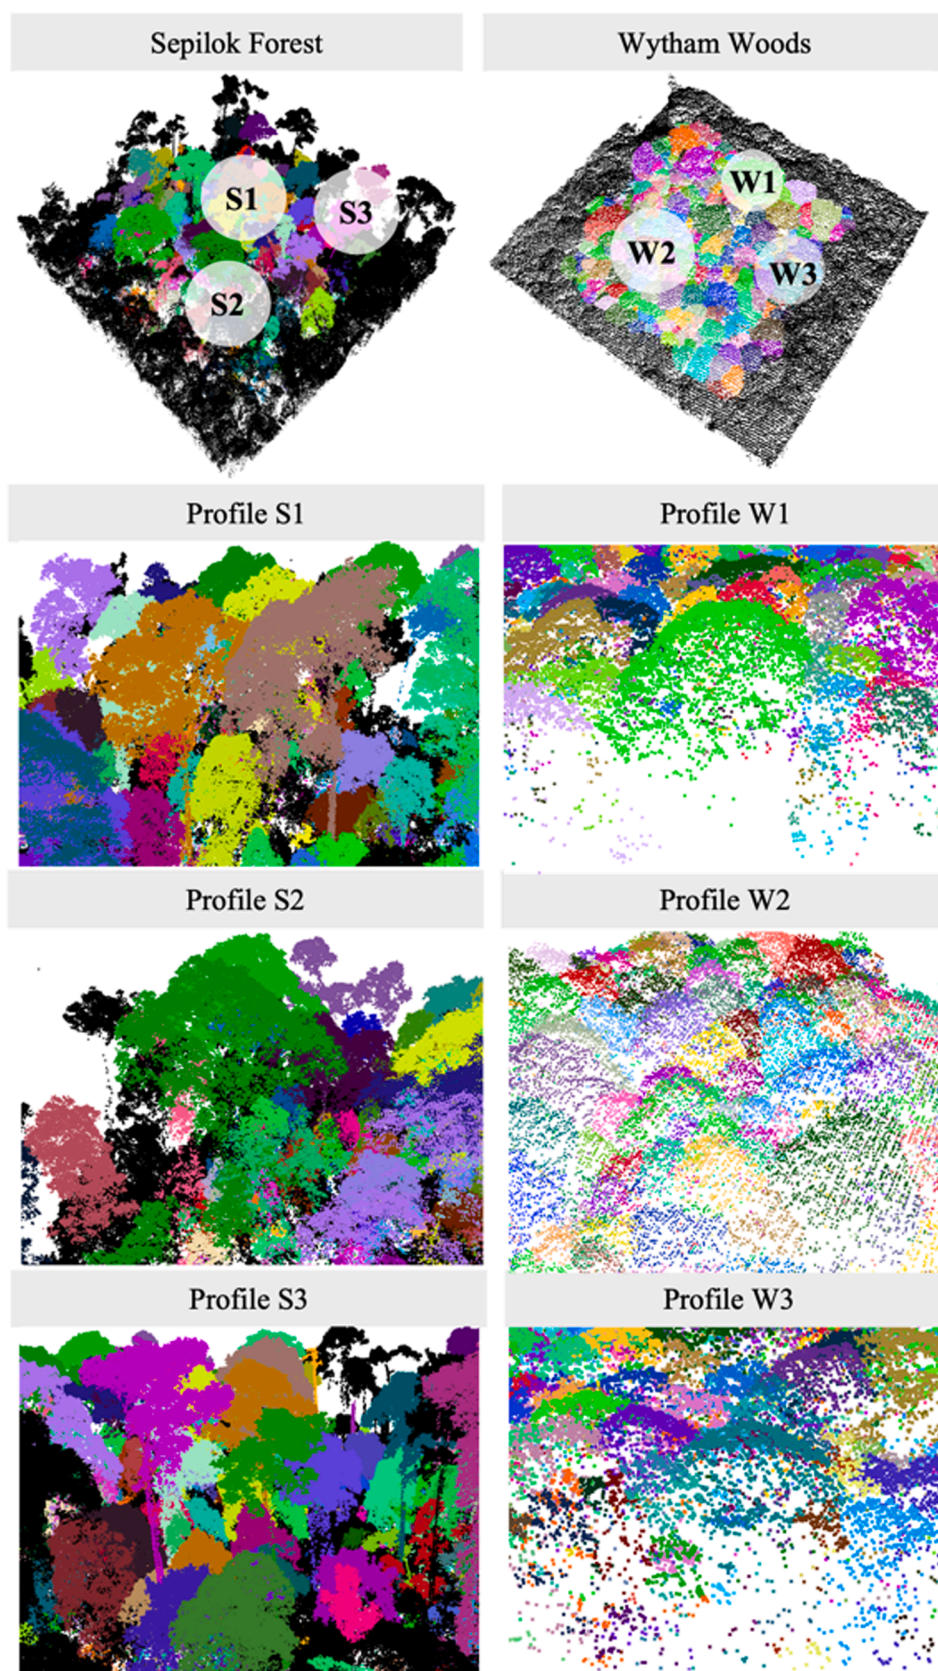 Sepilok Forest
Wytham Woods
S1
S3
S2
W1
W2
W3
Profile S1
Profile W1
Profile S2
Profile W2
Profile S3
Profile W3